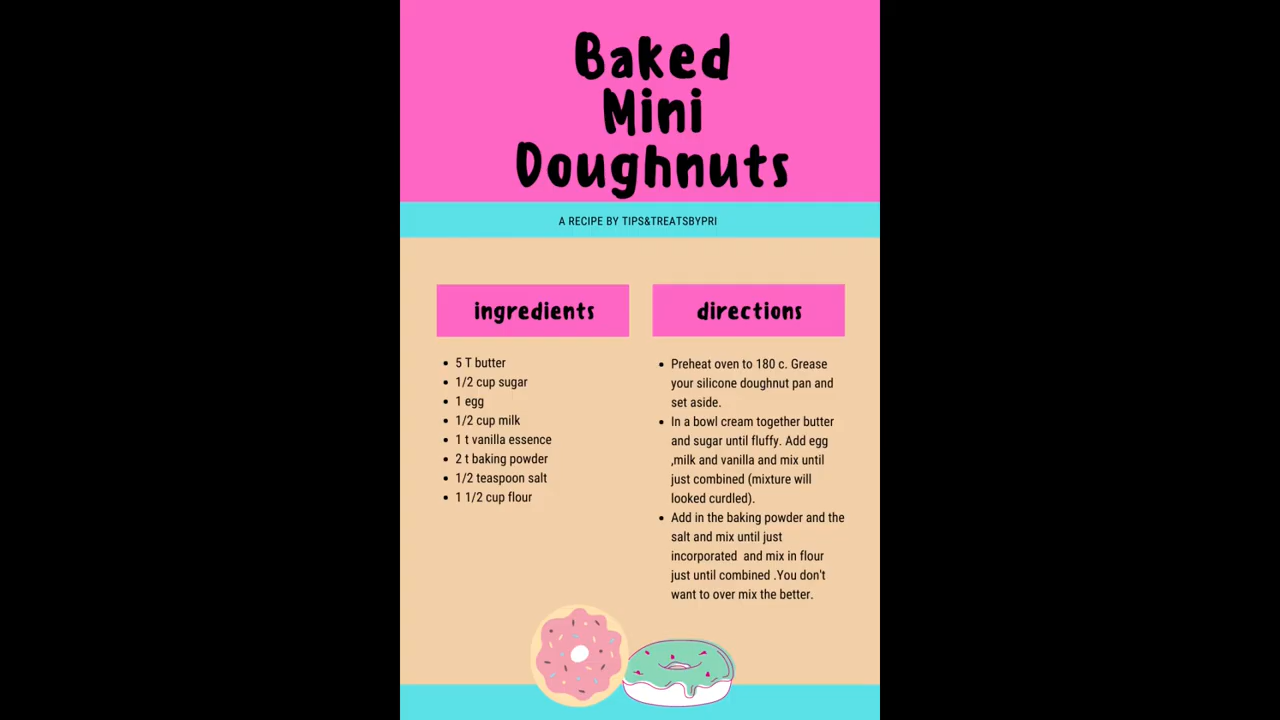 Baked
Mini
Doughnuts
A RECIPE BY TIPS&TREATSBYPRI
ingredients
5 T butter
1/2 cup sugar
1 egg
1/2 cup milk
1 t vanilla essence
2 t baking powder
1/2 teaspoon salt
1 1/2 cup flour
directions
Preheat oven to 180 c. Grease
your silicone doughnut pan and
set aside.
In a bowl cream together butter
and sugar until fluffy. Add egg
,milk and vanilla and mix until
just combined (mixture will
looked curdled).
Add in the baking powder and the
salt and mix until just
incorporated  and mix in flour
just until combined .You don't
want to over mix the better.